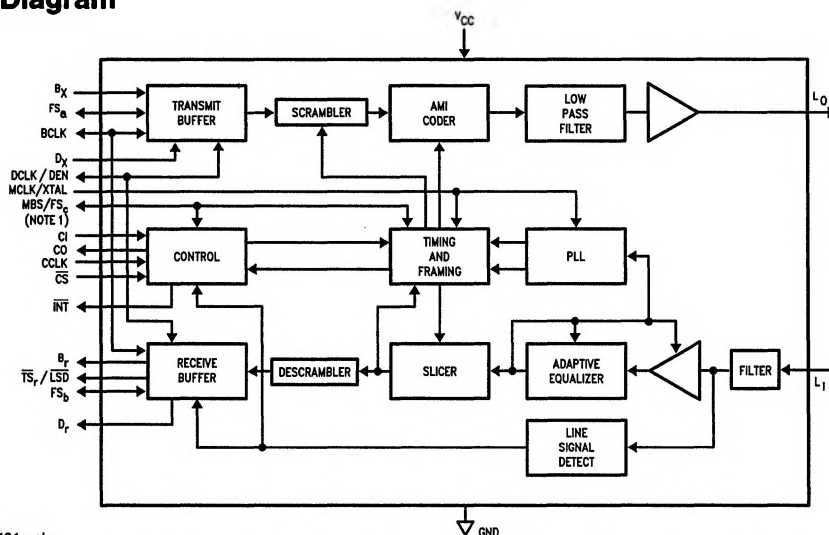 Diagram
VCC
BX
FSa
BCLK
DX
DCLK/DEN
MCLK/XTAL
MBS/FSc
(NOTE 1)
CI
CO
CCLK
CS
INT
Br
TSr/LSD
FSb
Dr
TRANSMIT
BUFFER
SCRAMBLER
AMI
CODER
LOW
PASS
FILTER
LO
CONTROL
TIMING
AND
FRAMING
PLL
RECEIVE
BUFFER
DESCRAMBLER
SLICER
ADAPTIVE
EQUALIZER
FILTER
LI
LINE
SIGNAL
DETECT
GND